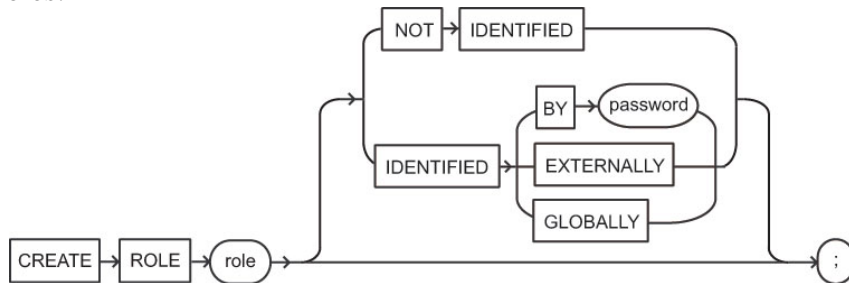 NOT IDENTIFIED
BY password
IDENTIFIED EXTERNALLY
GLOBALLY
CREATE ROLE role ;